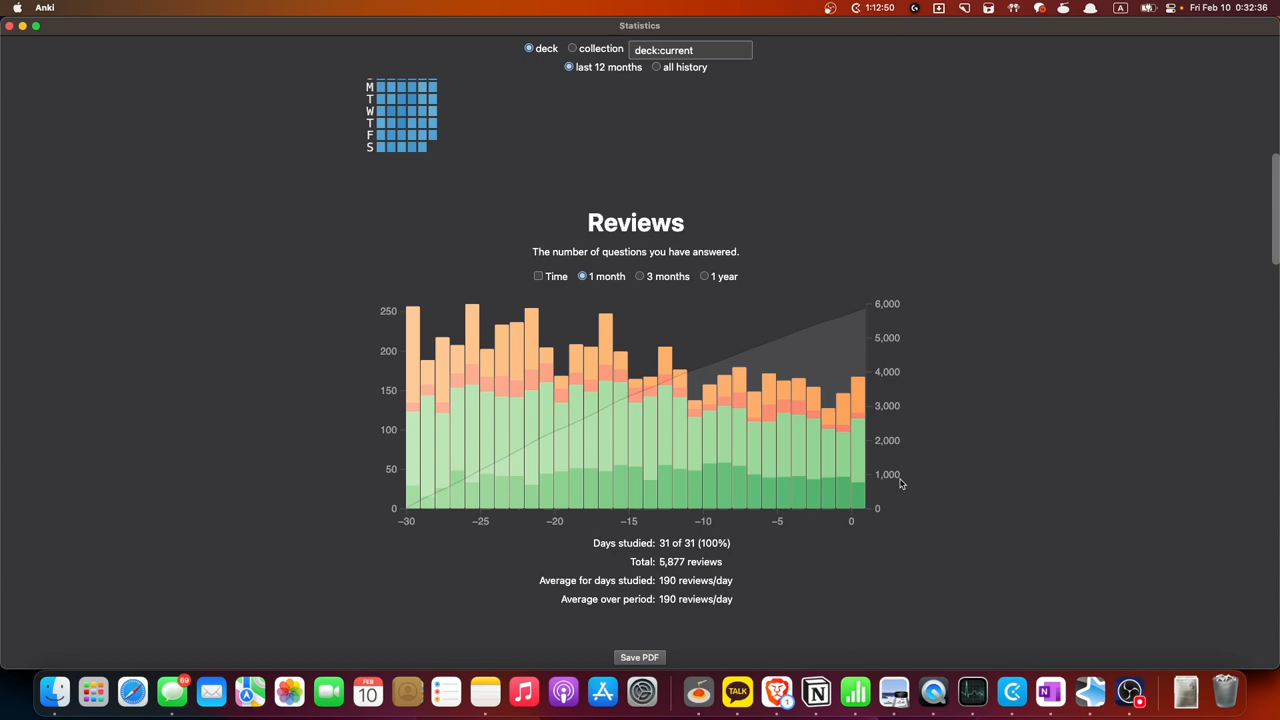 Anki
1:12:50
A
Fri Feb 10 0:32:36
Statistics
deck collection deck:current
last 12 months all history
M
T
W
T
F
S
Reviews
The number of questions you have answered.
Time 1 month 3 months 1 year
250
200
150
100
50
0
6,000
5,000
4,000
3,000
2,000
1,000
0
−30 −25 −20 −15 −10 −5 0
Days studied: 31 of 31 (100%)
Total: 5,877 reviews
Average for days studied: 190 reviews/day
Average over period: 190 reviews/day
Save PDF
69
FEB
10
TALK
1